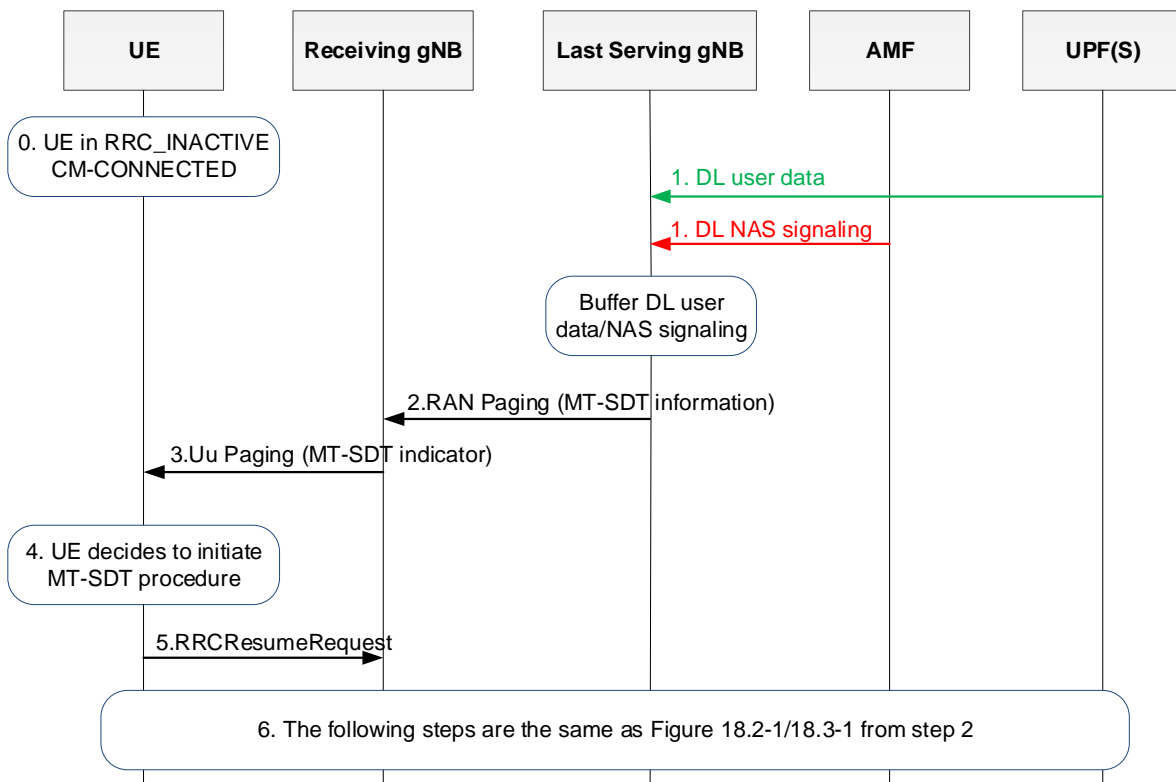 UE
Receiving gNB
Last Serving gNB
AMF
UPF(S)
0. UE in RRC_INACTIVE
CM-CONNECTED
1. DL user data
1. DL NAS signaling
Buffer DL user
data/NAS signaling
2.RAN Paging (MT-SDT information)
3.Uu Paging (MT-SDT indicator)
4. UE decides to initiate
MT-SDT procedure
5.RRCResumeRequest
6. The following steps are the same as Figure 18.2-1/18.3-1 from step 2